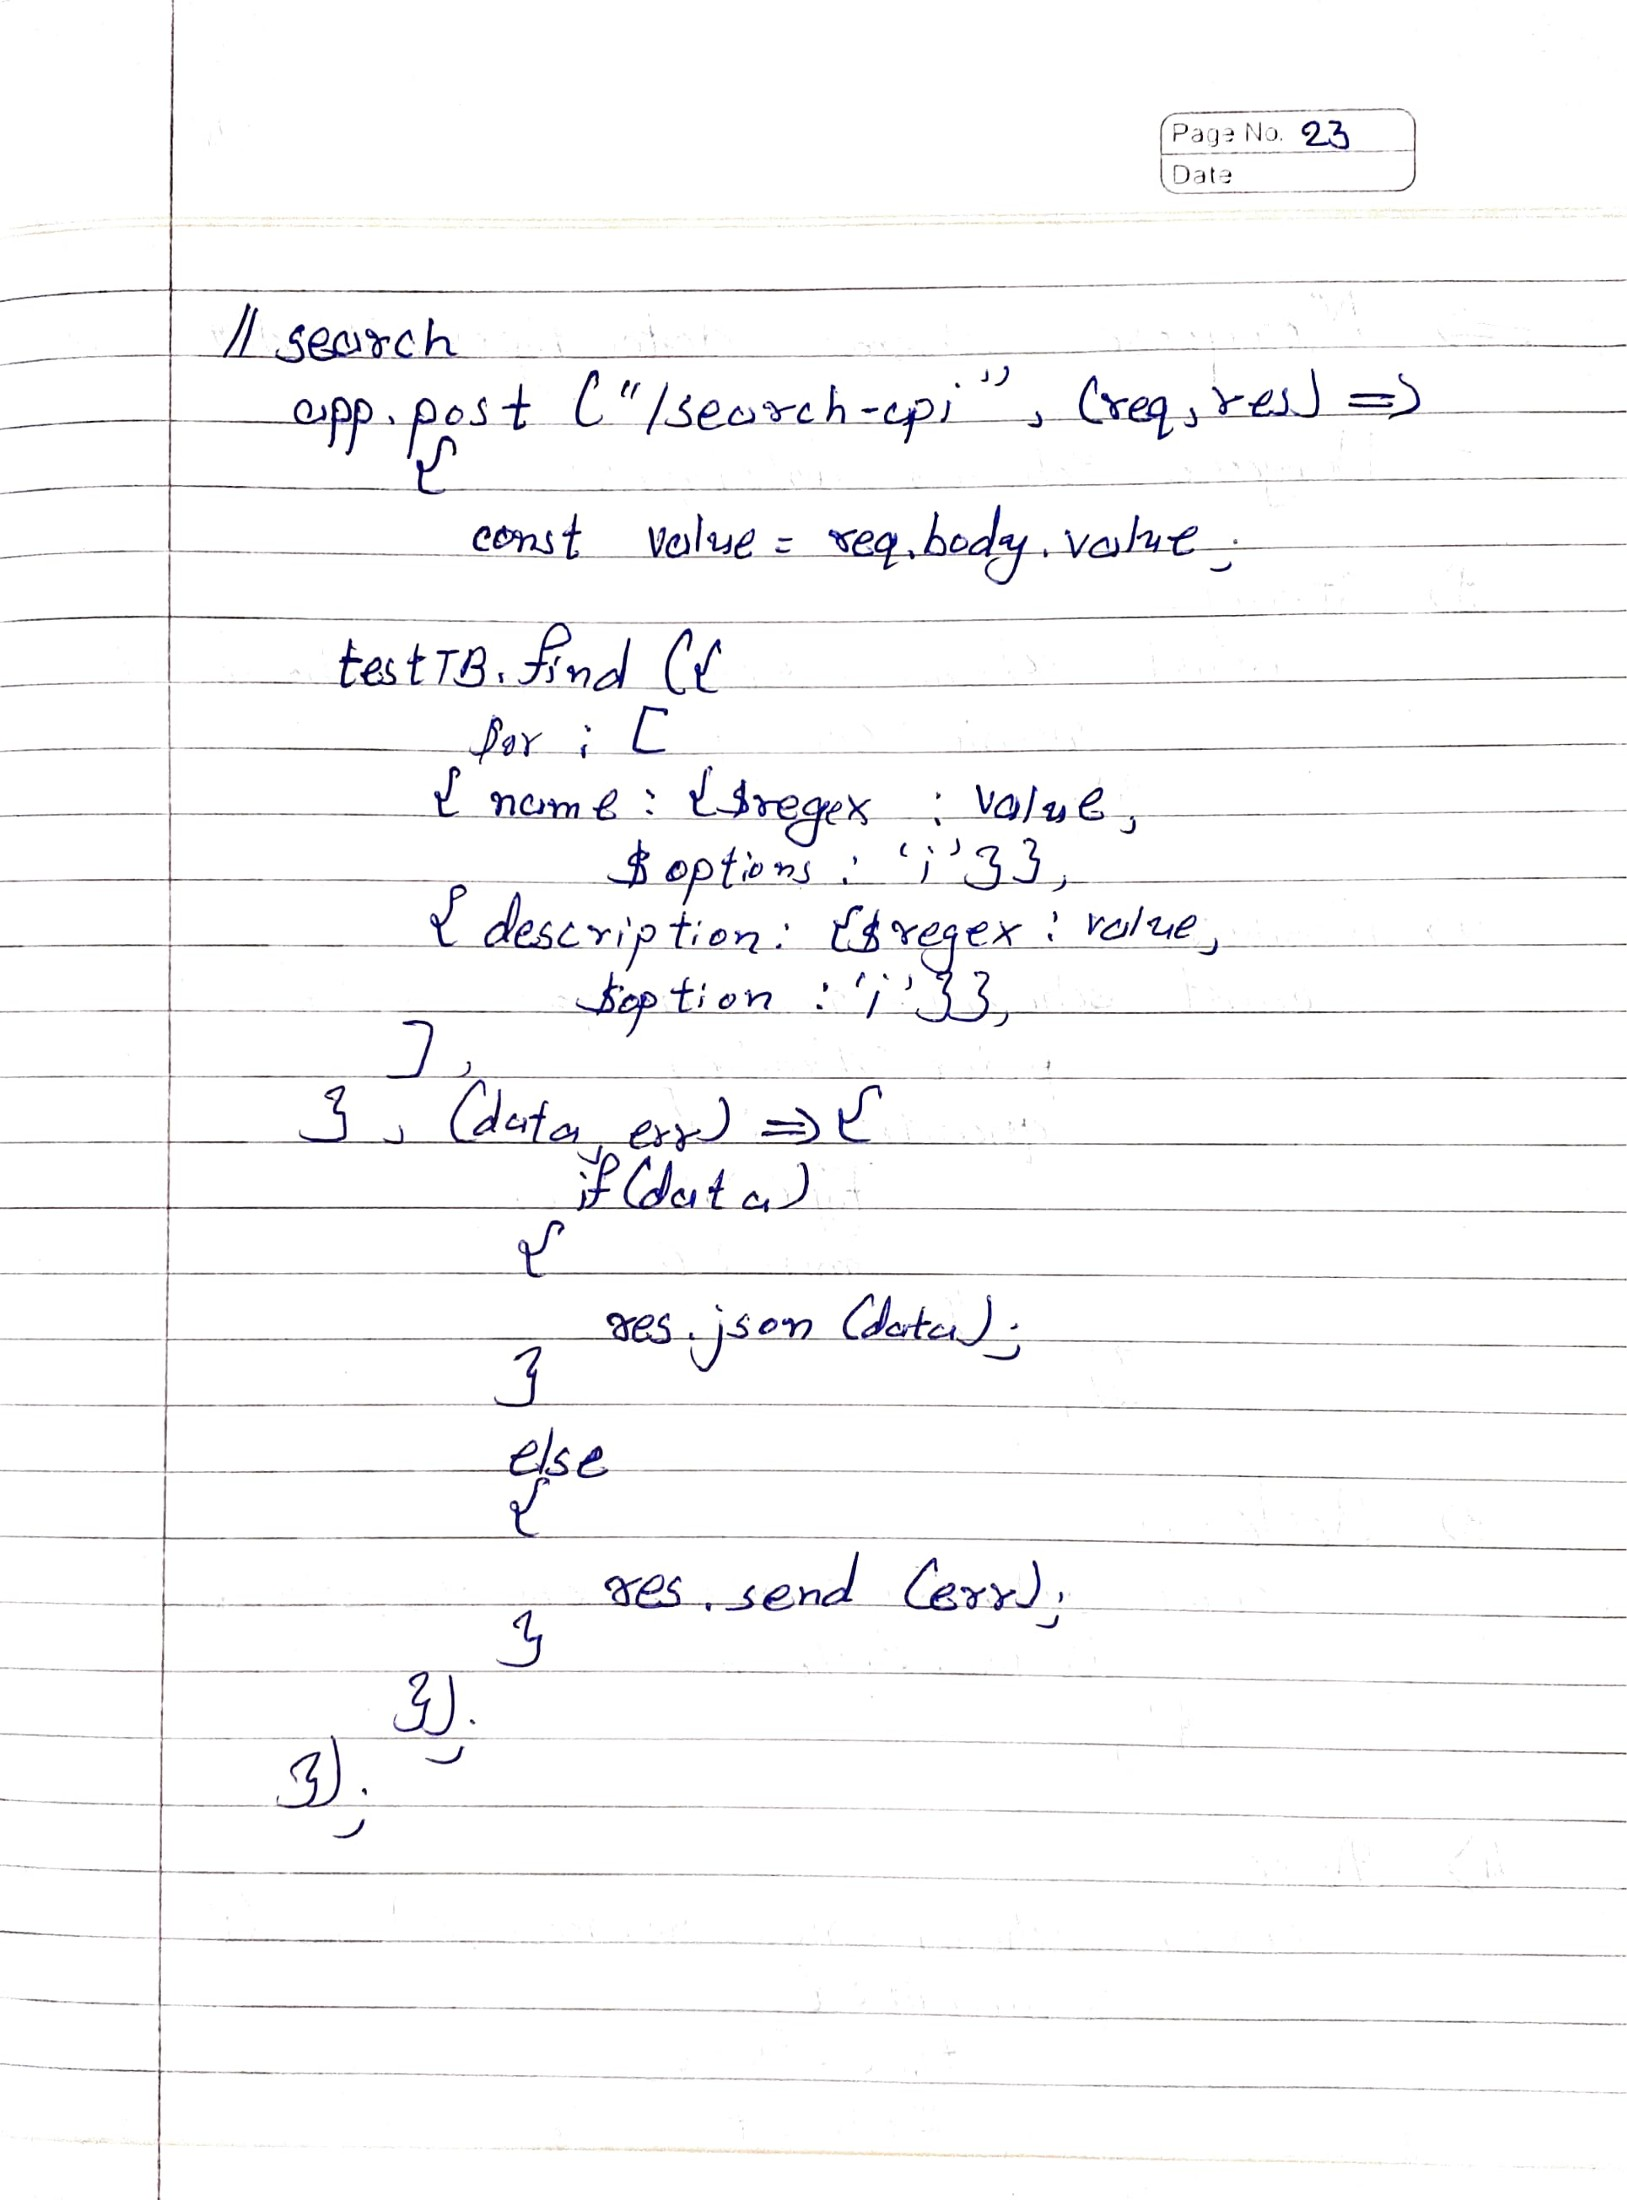 Page No. 23
Date
// search
app.post ("/search-api", (req, res) =>
{
const value = req.body.value;
testTB.find ({
for : [
{ name : {$regex : value,
$options : 'i'}},
{ description : {$regex : value,
$option : 'i'}},
],
} , (data, err) => {
if (data)
{
res.json (data);
}
else
{
res.send (err);
}
});
});